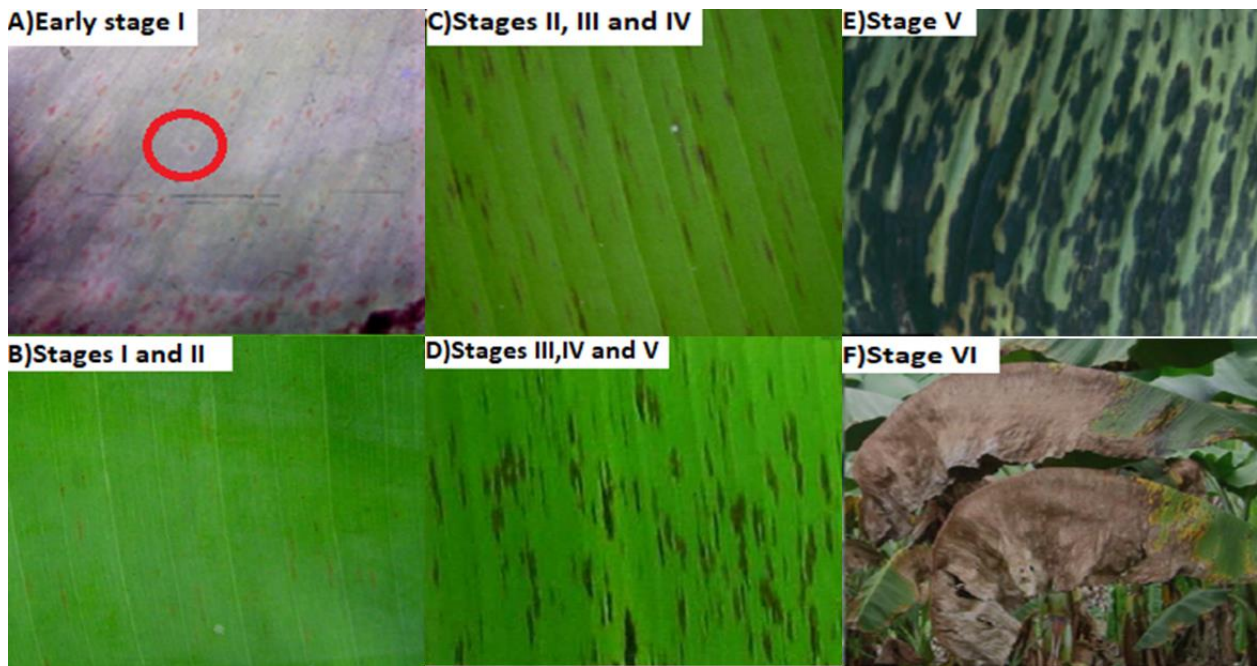 A)Early stage I
C)Stages II, III and IV
E)Stage V
B)Stages I and II
D)Stages III,IV and V
F)Stage VI